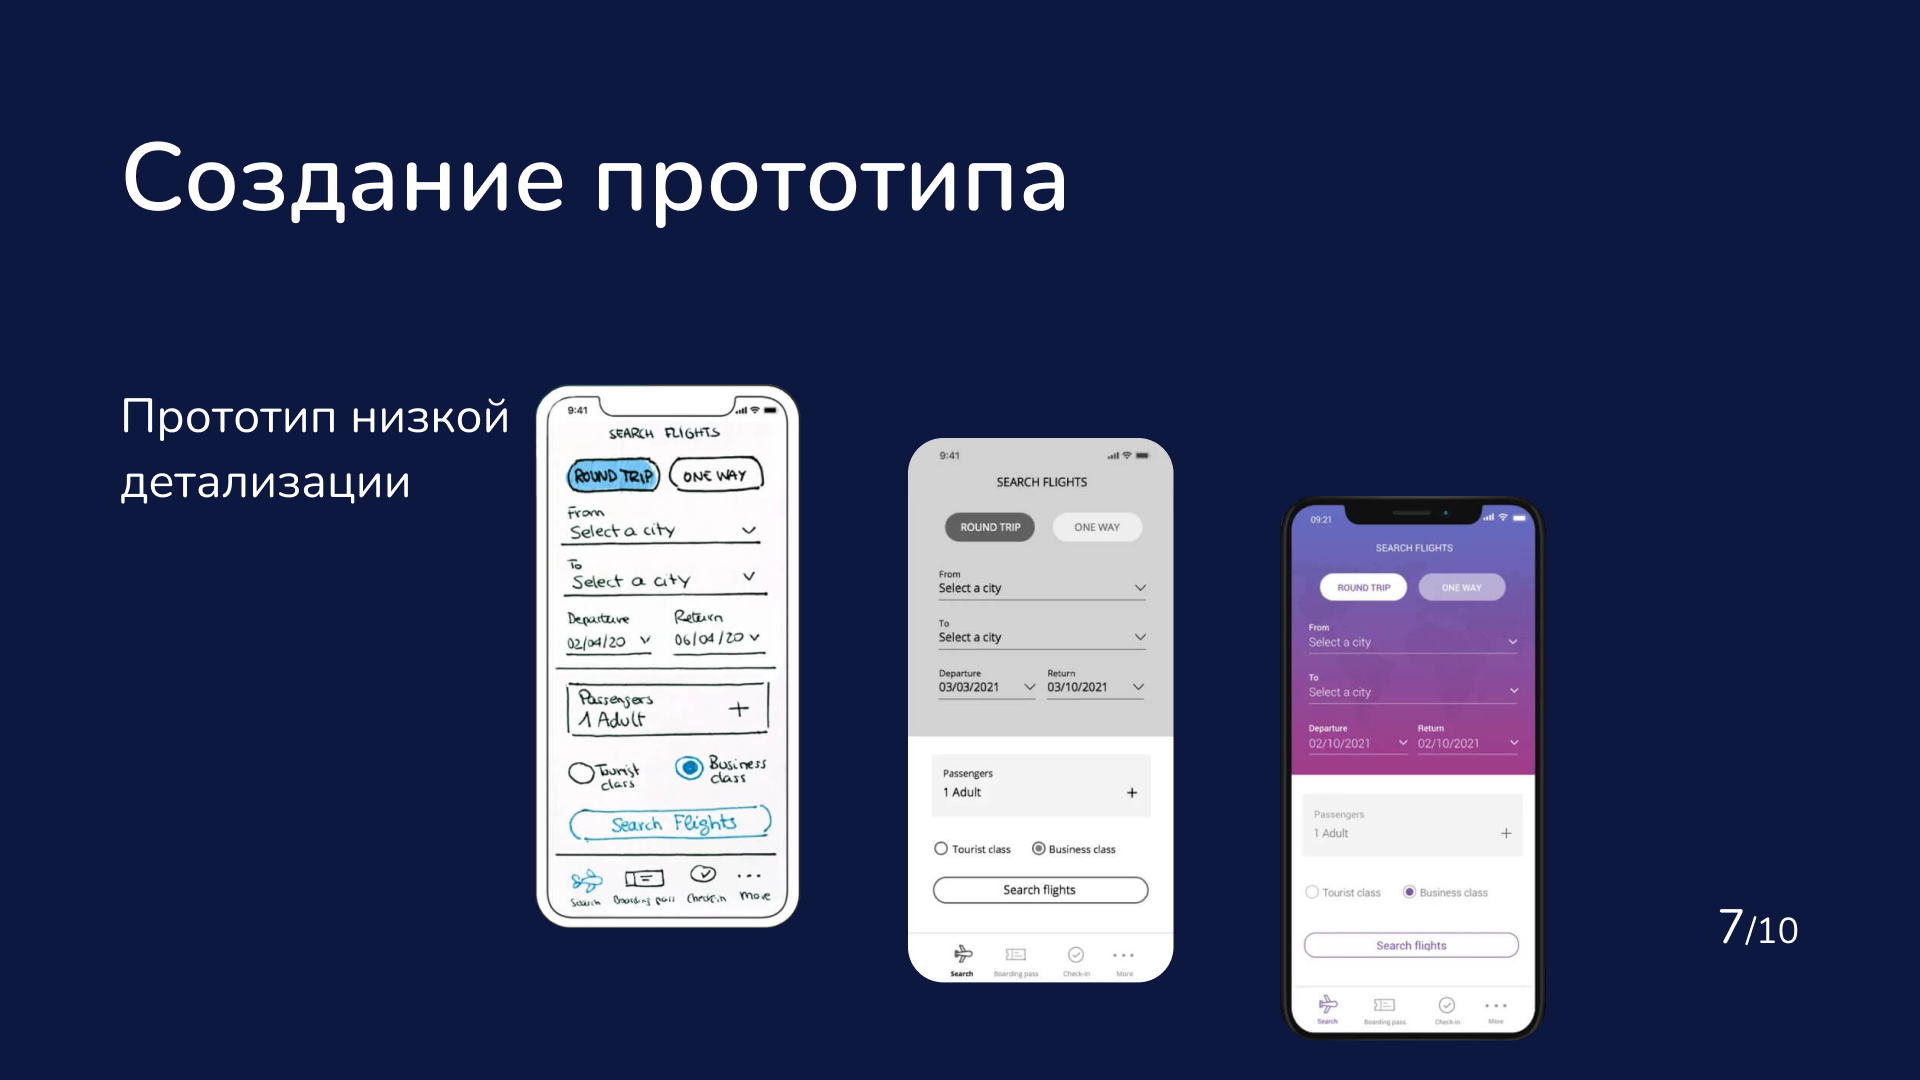 Создание прототипа
Прототип низкой
детализации
9:41
SEARCH FLIGHTS
ROUND TRIP ONE WAY
From
Select a city
To
Select a city
Departure Return
02/04/20 06/04/20
Passengers
1 Adult +
Tourist class Business class
Search Flights
Search Boarding pass Check-in More
9:41
SEARCH FLIGHTS
ROUND TRIP ONE WAY
From
Select a city
To
Select a city
Departure Return
03/03/2021 03/10/2021
Passengers
1 Adult +
Tourist class Business class
Search flights
Search Boarding pass Check-in More
09:21
SEARCH FLIGHTS
ROUND TRIP ONE WAY
From
Select a city
To
Select a city
Departure Return
02/10/2021 02/10/2021
Passengers
1 Adult +
Tourist class Business class
Search flights
Search Boarding pass Check-in More
7/10